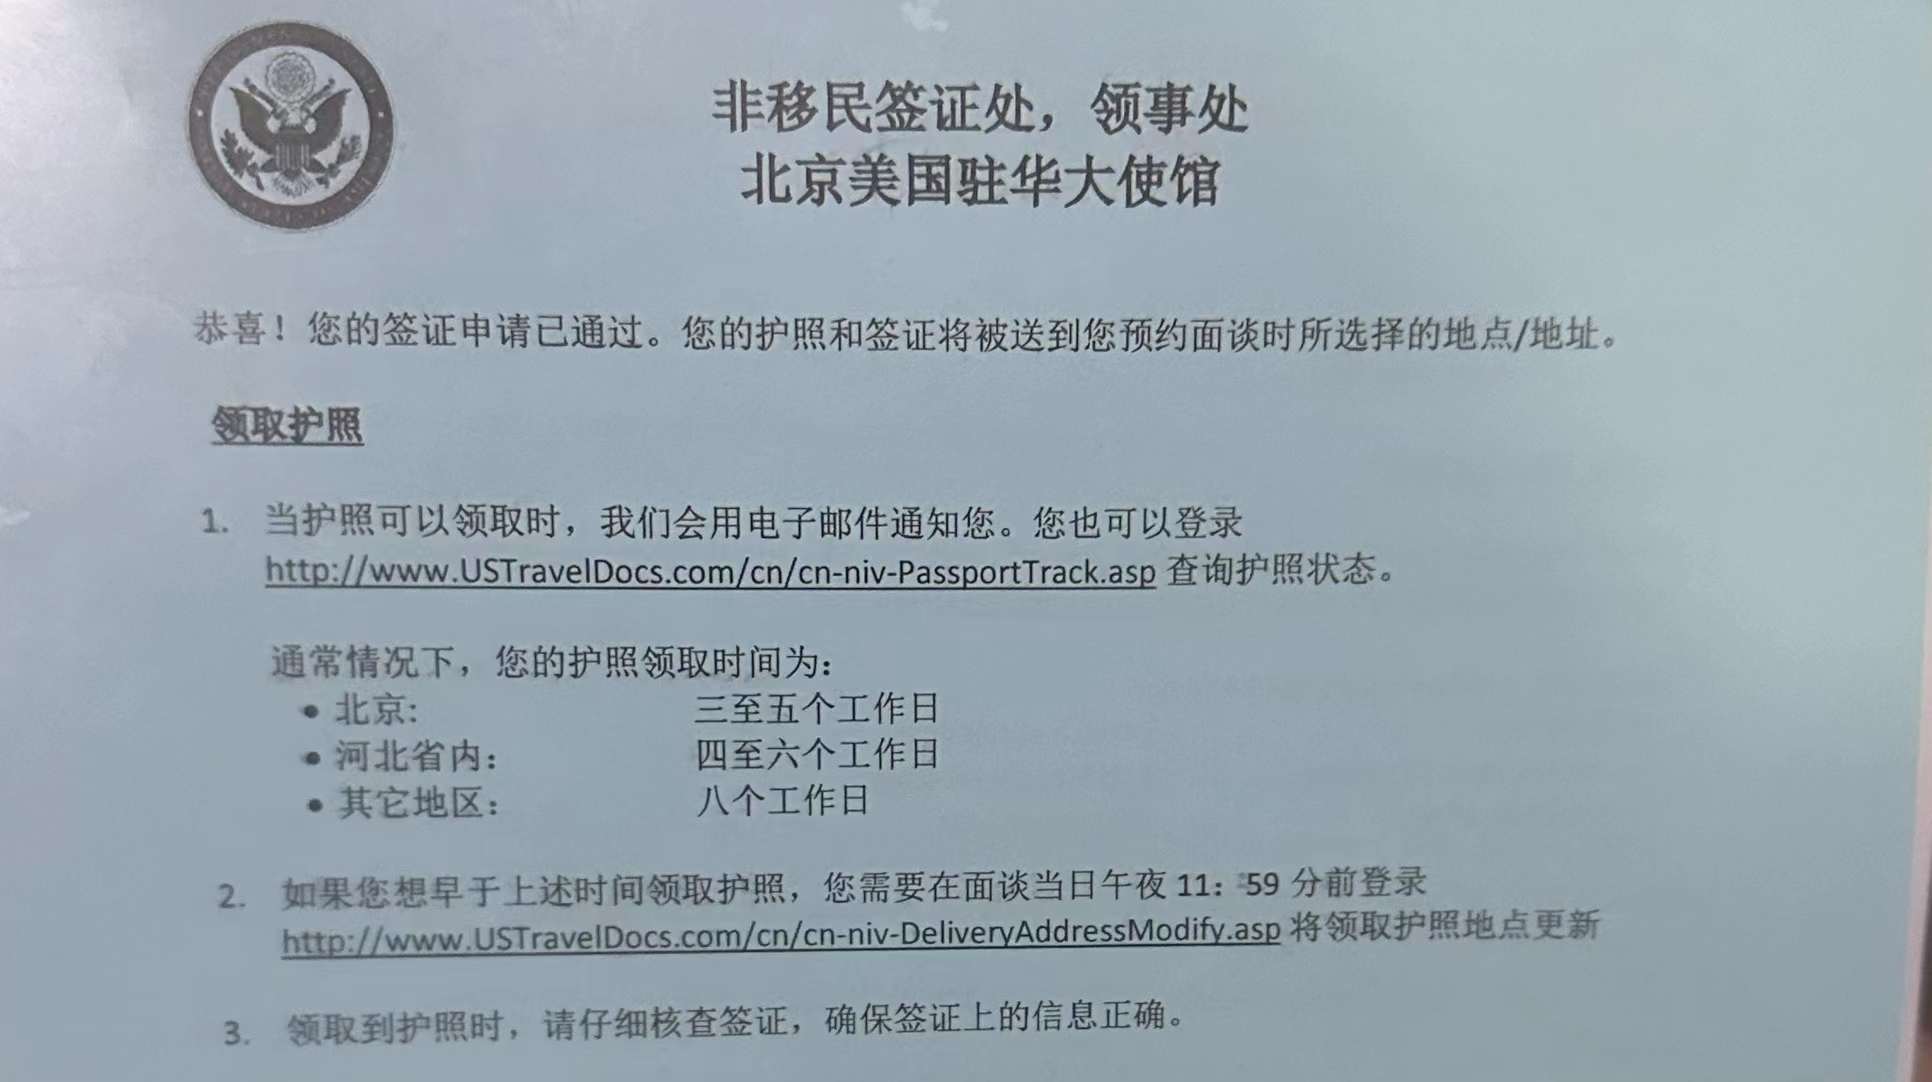 非移民签证处，领事处
北京美国驻华大使馆
恭喜！您的签证申请已通过。您的护照和签证将被送到您预约面谈时所选择的地点/地址。
领取护照
1. 当护照可以领取时，我们会用电子邮件通知您。您也可以登录
http://www.USTravelDocs.com/cn/cn-niv-PassportTrack.asp 查询护照状态。
通常情况下，您的护照领取时间为：
• 北京: 三至五个工作日
• 河北省内： 四至六个工作日
• 其它地区： 八个工作日
2. 如果您想早于上述时间领取护照，您需要在面谈当日午夜 11：59 分前登录
http://www.USTravelDocs.com/cn/cn-niv-DeliveryAddressModify.asp 将领取护照地点更新
3. 领取到护照时，请仔细核查签证，确保签证上的信息正确。